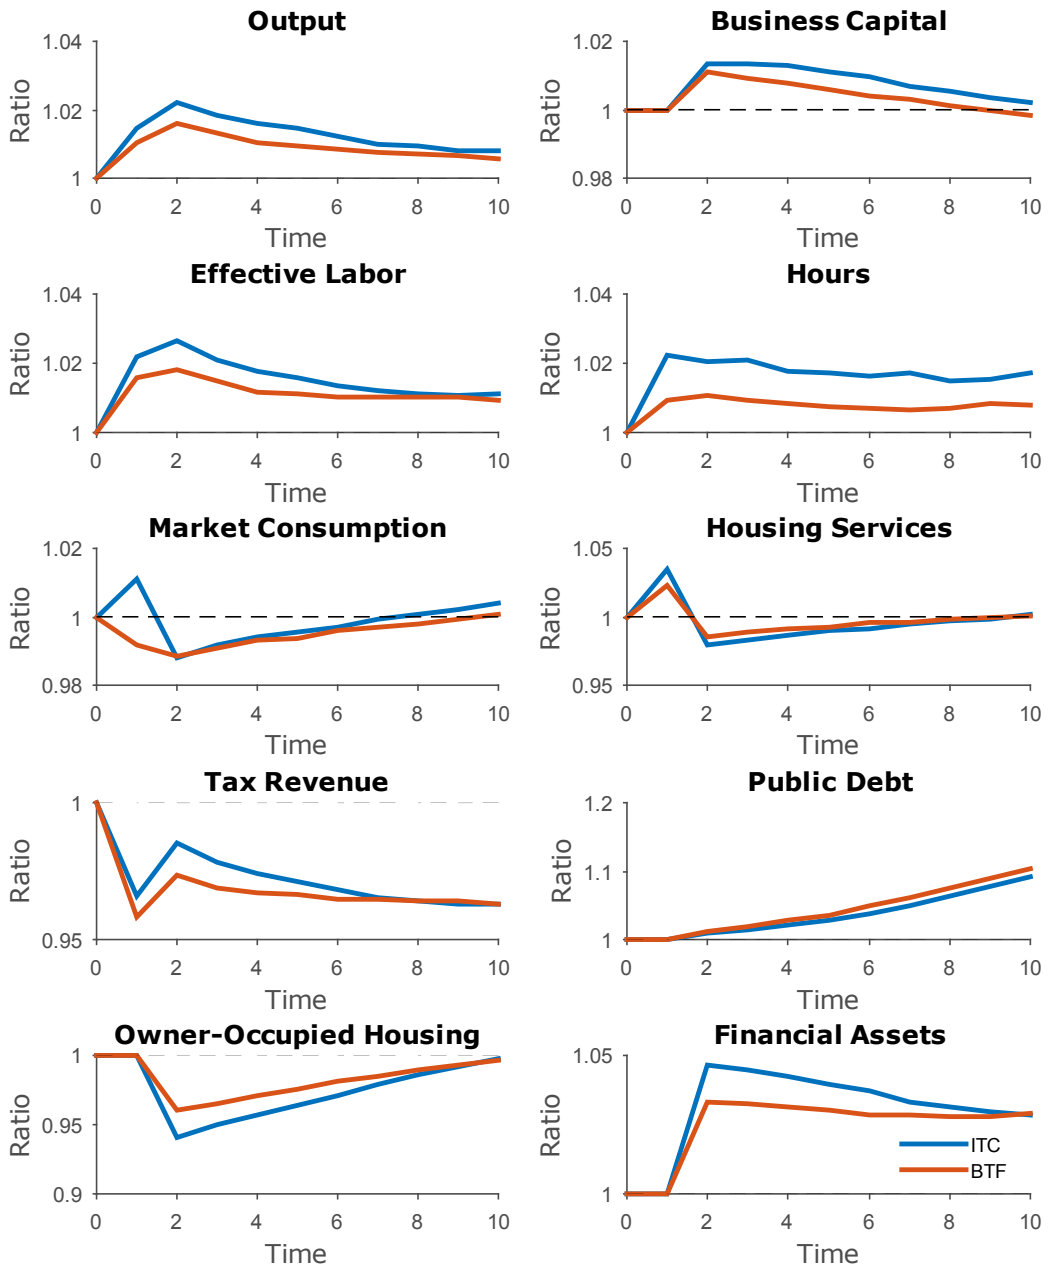 Output
1.04
1.02
1
Ratio
0 2 4 6 8 10
Time
Business Capital
1.02
1
0.98
Ratio
0 2 4 6 8 10
Time
Effective Labor
1.04
1.02
1
Ratio
0 2 4 6 8 10
Time
Hours
1.04
1.02
1
Ratio
0 2 4 6 8 10
Time
Market Consumption
1.02
1
0.98
Ratio
0 2 4 6 8 10
Time
Housing Services
1.05
1
0.95
Ratio
0 2 4 6 8 10
Time
Tax Revenue
1
0.95
Ratio
0 2 4 6 8 10
Time
Public Debt
1.2
1.1
1
Ratio
0 2 4 6 8 10
Time
Owner-Occupied Housing
1
0.95
0.9
Ratio
0 2 4 6 8 10
Time
Financial Assets
1.05
1
Ratio
ITC
BTF
0 2 4 6 8 10
Time